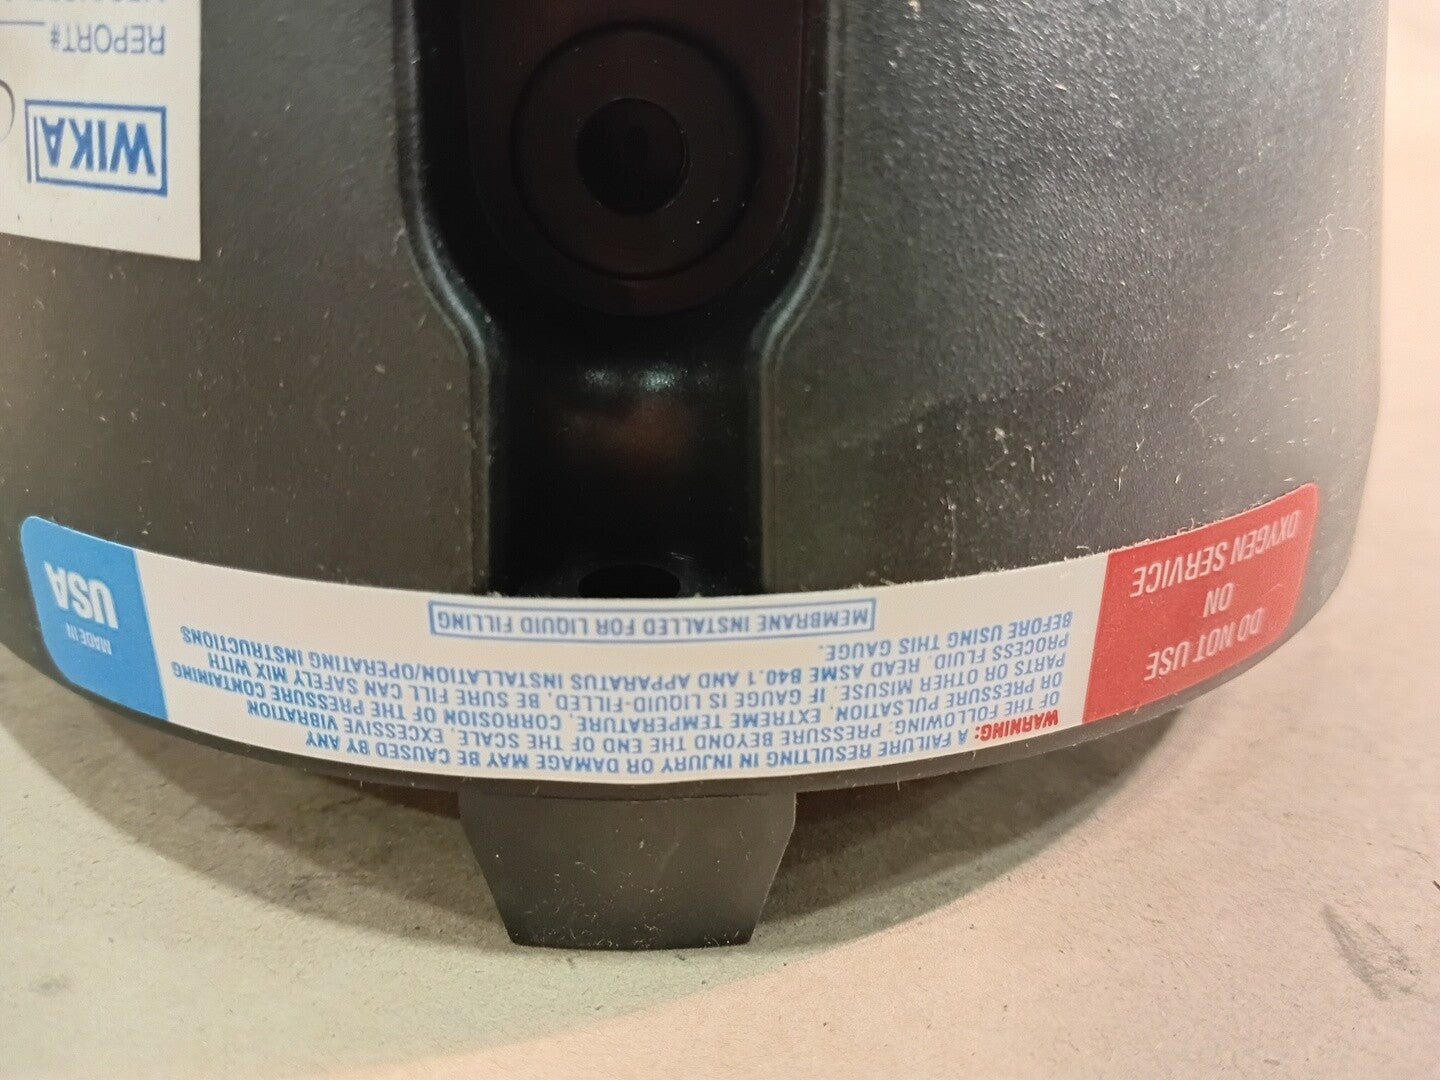 DO NOT USE
ON
OXYGEN SERVICE
WARNING: A FAILURE RESULTING IN INJURY OR DAMAGE MAY BE CAUSED BY ANY
OF THE FOLLOWING: PRESSURE BEYOND THE END OF THE SCALE, EXCESSIVE VIBRATION
OR PRESSURE PULSATION, EXTREME TEMPERATURE, CORROSION OF THE PRESSURE CONTAINING
PARTS OR OTHER MISUSE. IF GAUGE IS LIQUID-FILLED, BE SURE FILL CAN SAFELY MIX WITH
PROCESS FLUID. READ ASME B40.1 AND APPARATUS INSTALLATION/OPERATING INSTRUCTIONS
BEFORE USING THIS GAUGE.
MEMBRANE INSTALLED FOR LIQUID FILLING
MADE IN
USA
WIKA
REPORT#